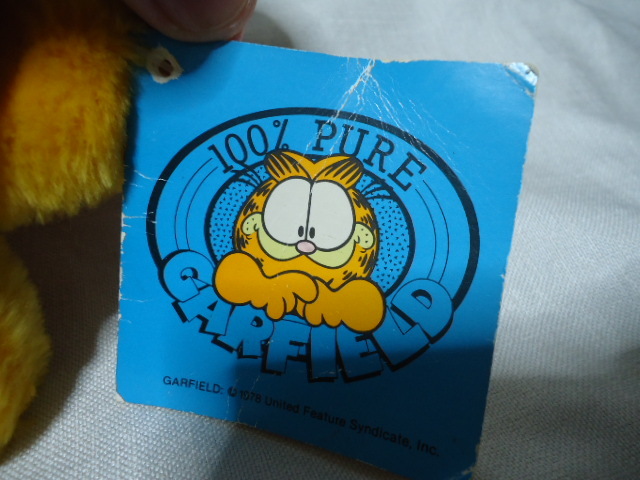 100% PURE
GARFIELD
GARFIELD: © 1978 United Feature Syndicate, Inc.